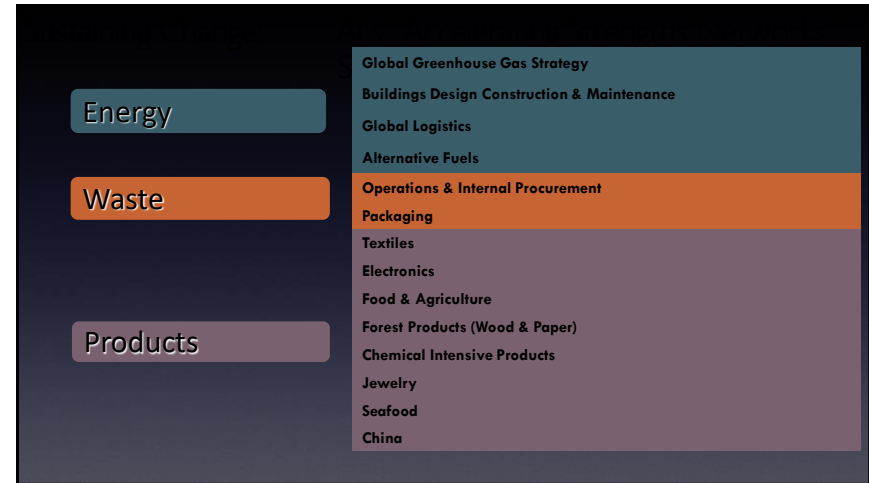 Energy
Global Greenhouse Gas Strategy
Buildings Design Construction & Maintenance
Global Logistics
Alternative Fuels
Waste
Operations & Internal Procurement
Packaging
Products
Textiles
Electronics
Food & Agriculture
Forest Products (Wood & Paper)
Chemical Intensive Products
Jewelry
Seafood
China